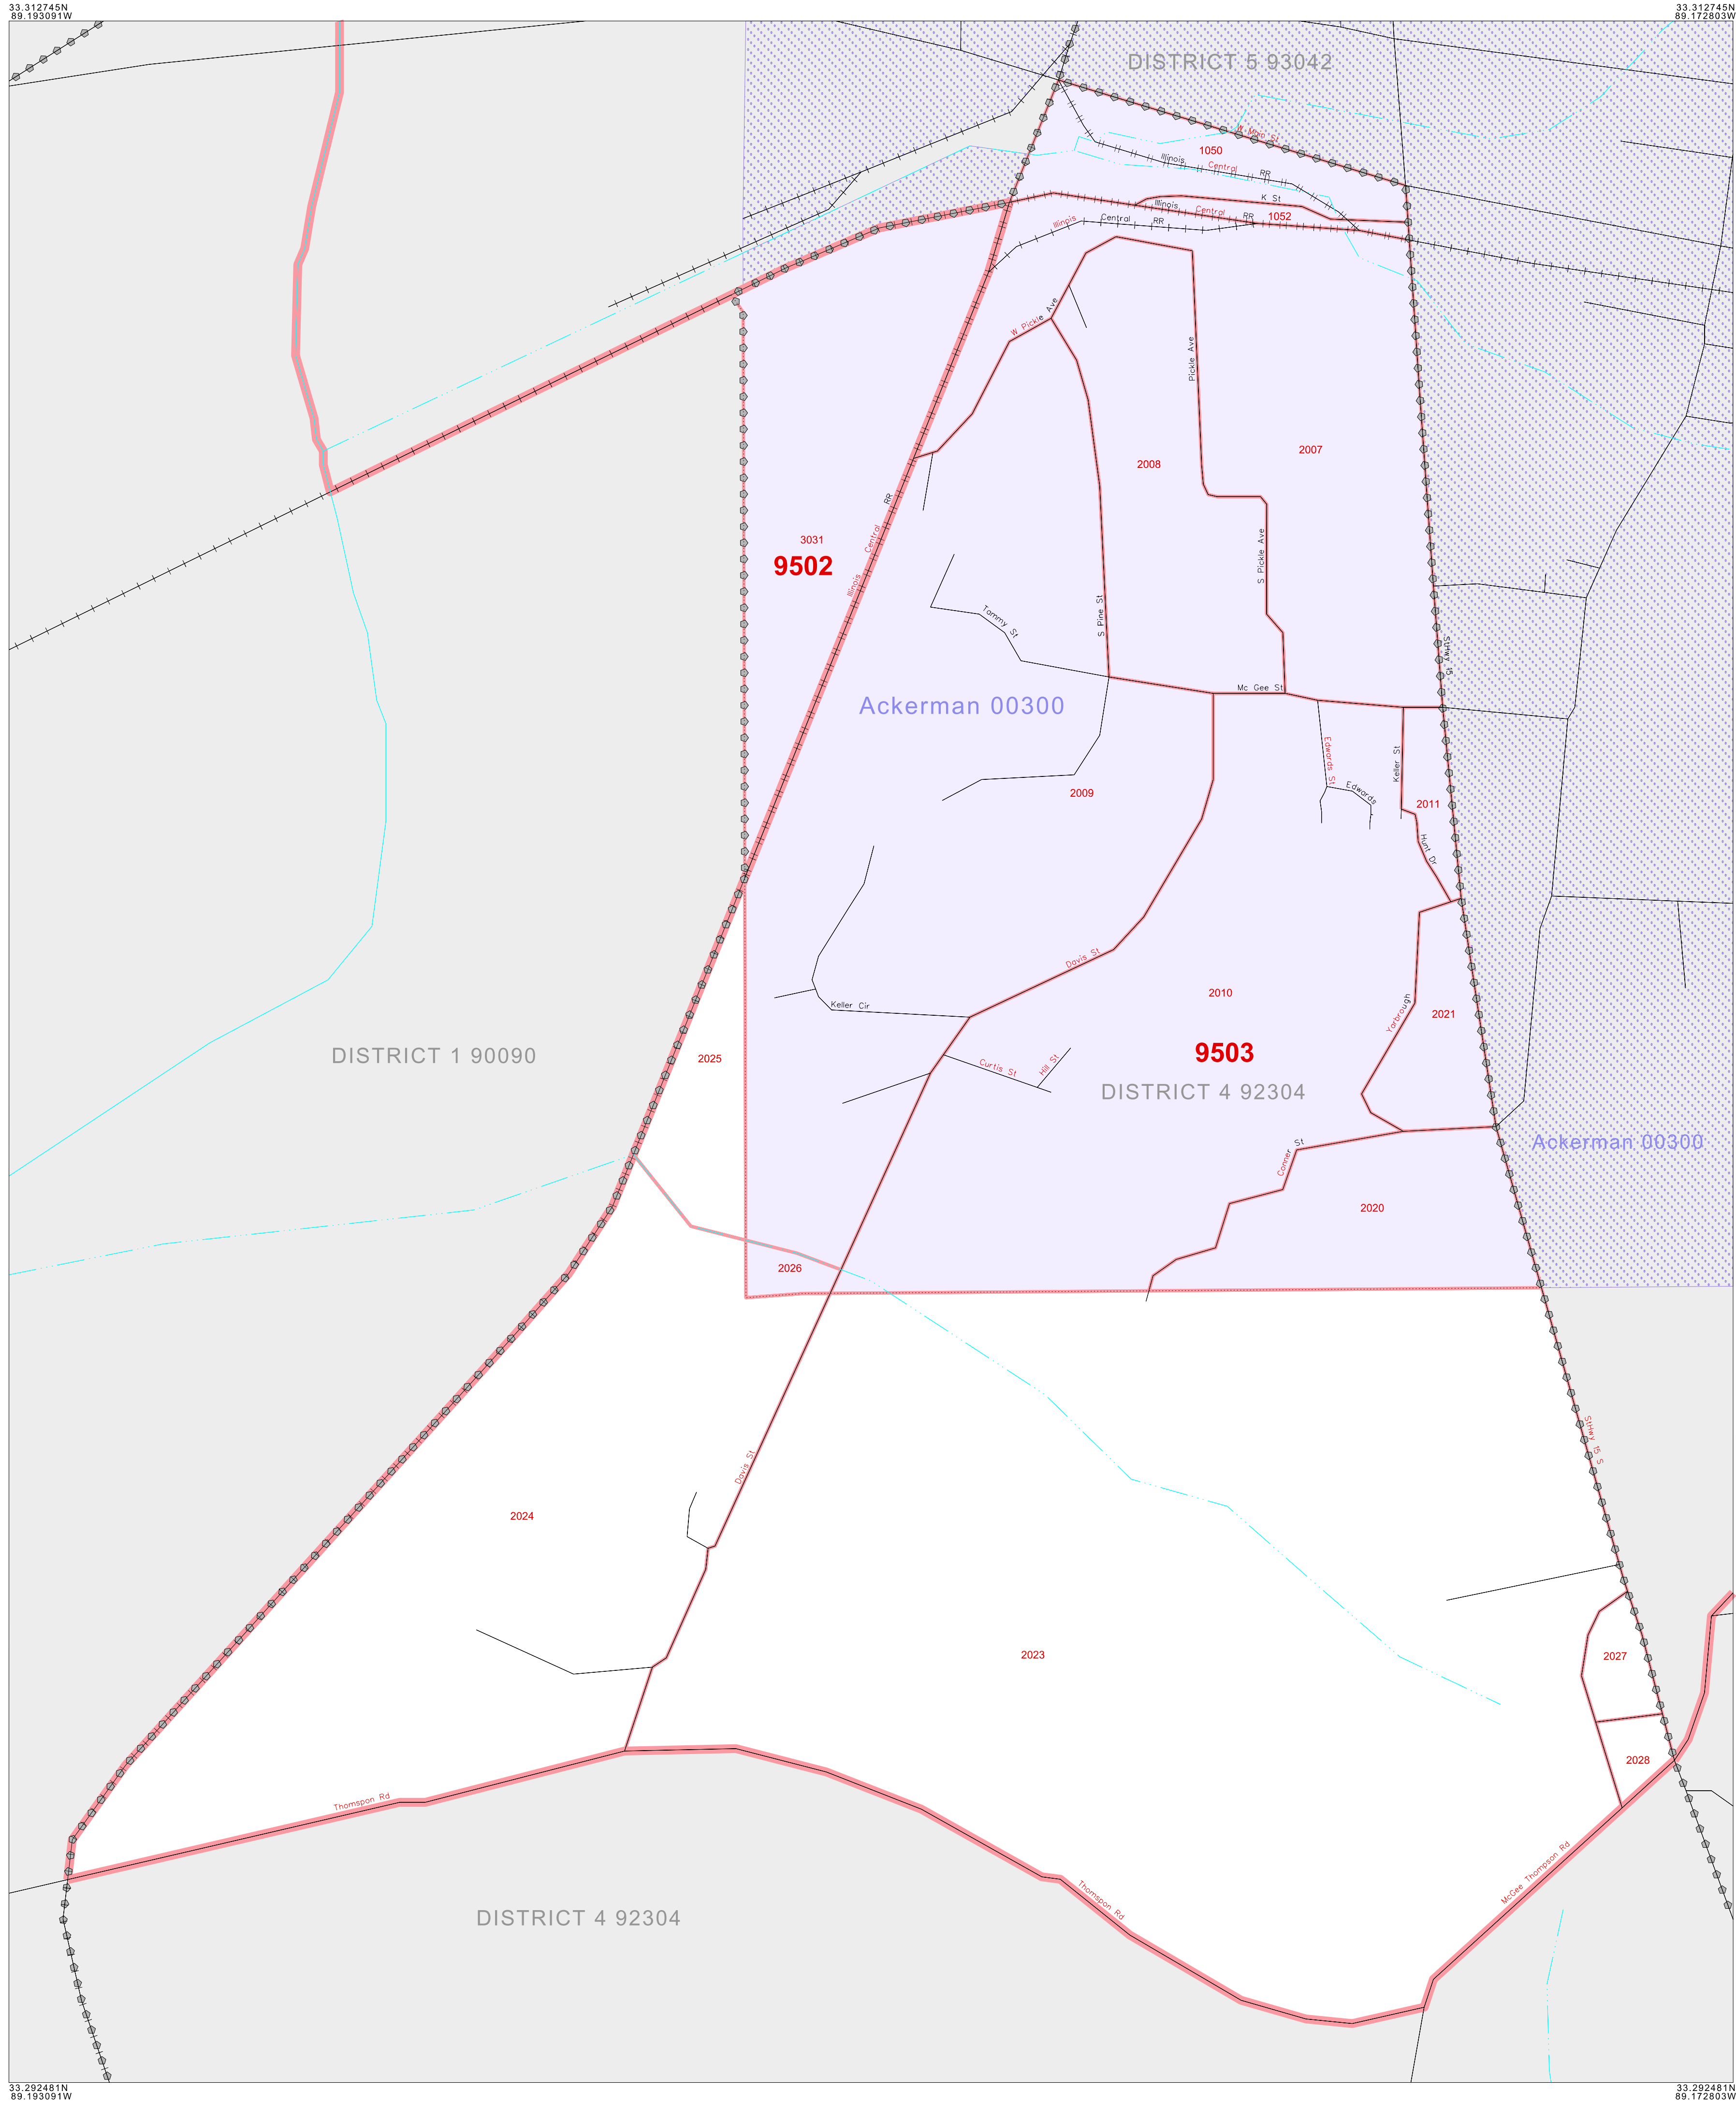 33.312745N
89.193091W
33.312745N
89.172803W
DISTRICT 5 93042
W Main St
1050
Illinois Central RR
K St
Illinois Central RR
1052
Illinois Central RR
W Pickle Ave
Pickle Ave
2007
2008
Illinois Central RR
3031
9502
S Pickle Ave
S Pine St
Tammy St
StHwy 15
Mc Gee St
Ackerman 00300
Edwards St
Keller St
Edwards
2009
2011
Hunt Dr
Davis St
2010
Keller Cir
Yarbrough
2021
9503
DISTRICT 1 90090
2025
Curtis St
Hill St
DISTRICT 4 92304
Ackerman 00300
Conner St
2020
2026
StHwy 15 S
Davis St
2024
2023
2027
2028
Thomspon Rd
McGee Thompson Rd
Thomspon Rd
DISTRICT 4 92304
33.292481N
89.193091W
33.292481N
89.172803W